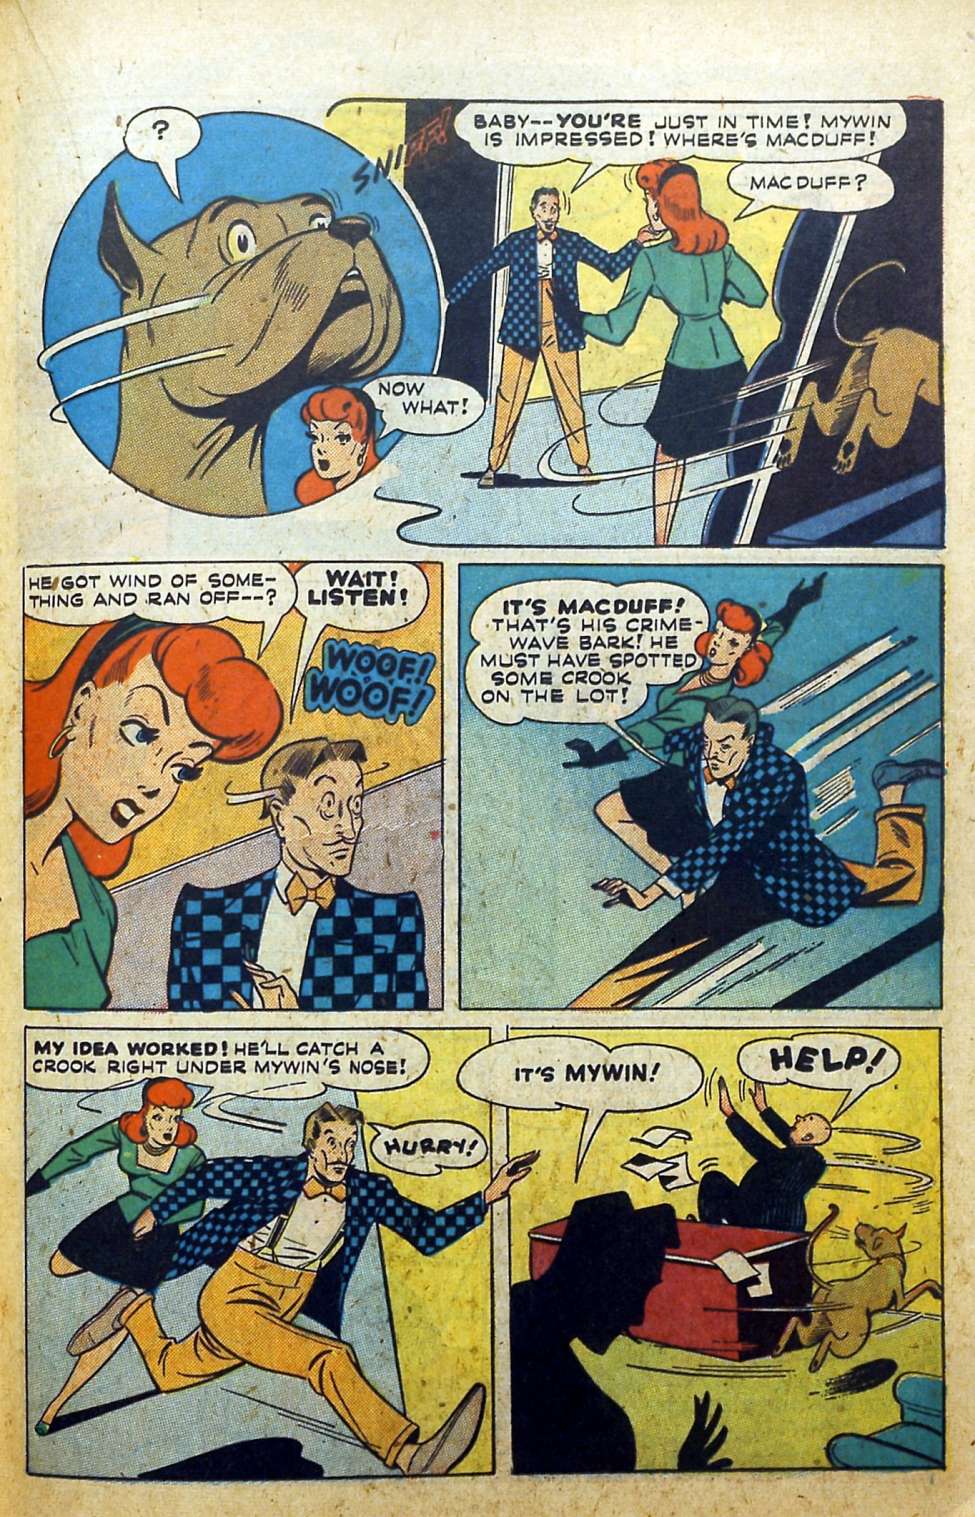 ?
SNIFFF!
NOW
WHAT!
BABY--YOU'RE JUST IN TIME! MYWIN
IS IMPRESSED! WHERE'S MACDUFF!
MACDUFF?
HE GOT WIND OF SOME-
THING AND RAN OFF--?
WAIT!
LISTEN!
WOOF!
WOOF!
IT'S MACDUFF!
THAT'S HIS CRIME-
WAVE BARK! HE
MUST HAVE SPOTTED
SOME CROOK
ON THE LOT!
MY IDEA WORKED! HE'LL CATCH A
CROOK RIGHT UNDER MYWIN'S NOSE!
HURRY!
IT'S MYWIN!
HELP!